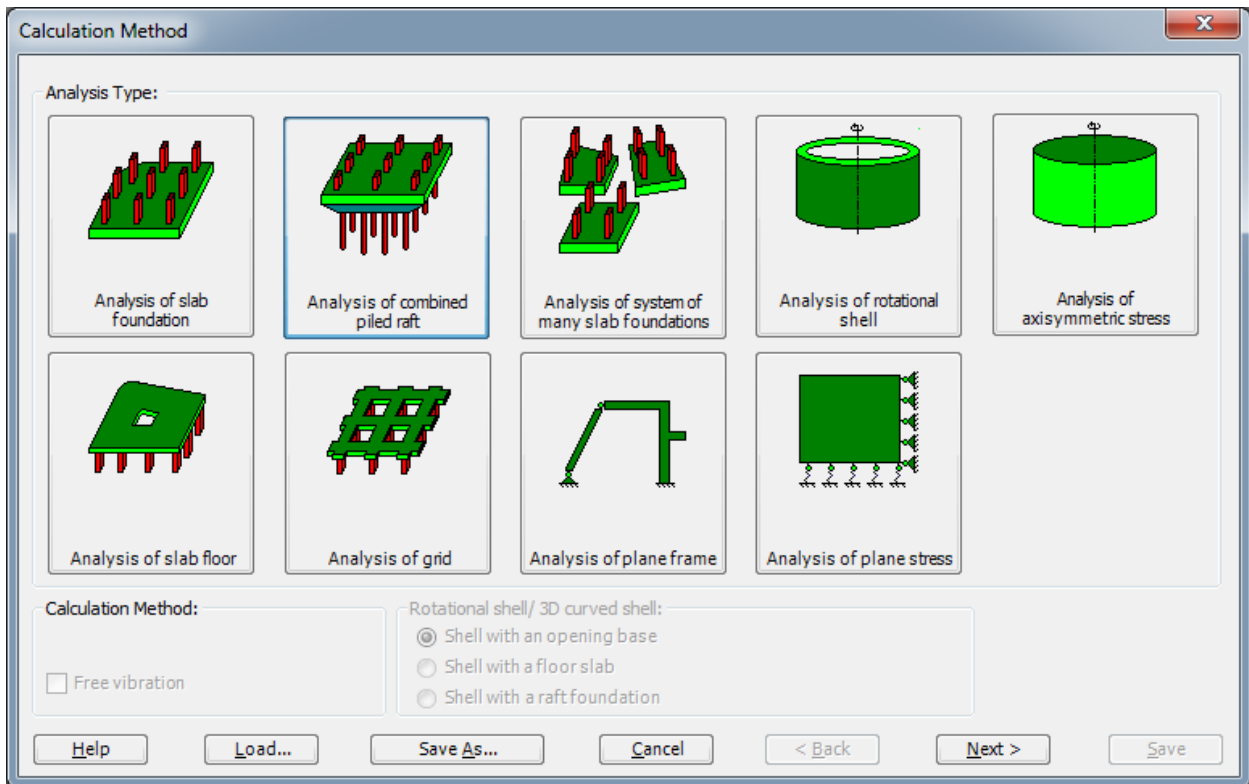 Calculation Method
Analysis Type:
Analysis of slab
foundation
Analysis of combined
piled raft
Analysis of system of
many slab foundations
Analysis of rotational
shell
Analysis of
axisymmetric stress
Analysis of slab floor
Analysis of grid
Analysis of plane frame
Analysis of plane stress
Calculation Method:
Free vibration
Rotational shell/ 3D curved shell:
Shell with an opening base
Shell with a floor slab
Shell with a raft foundation
Help
Load...
Save As...
Cancel
< Back
Next >
Save